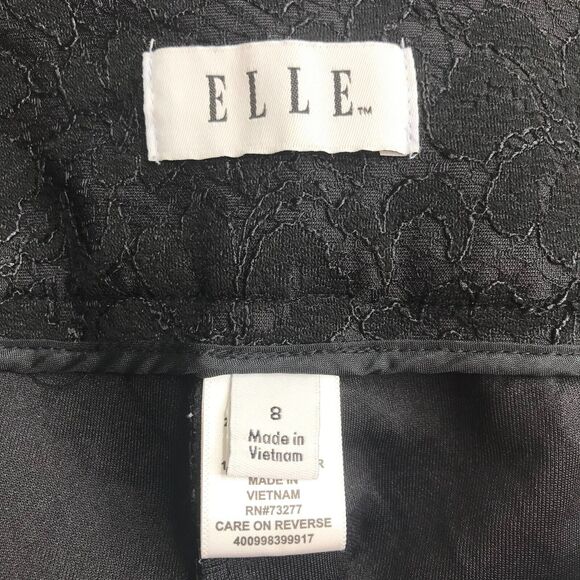 ELLE™
8
Made in
Vietnam
MADE IN
VIETNAM
RN#73277
CARE ON REVERSE
400998399917